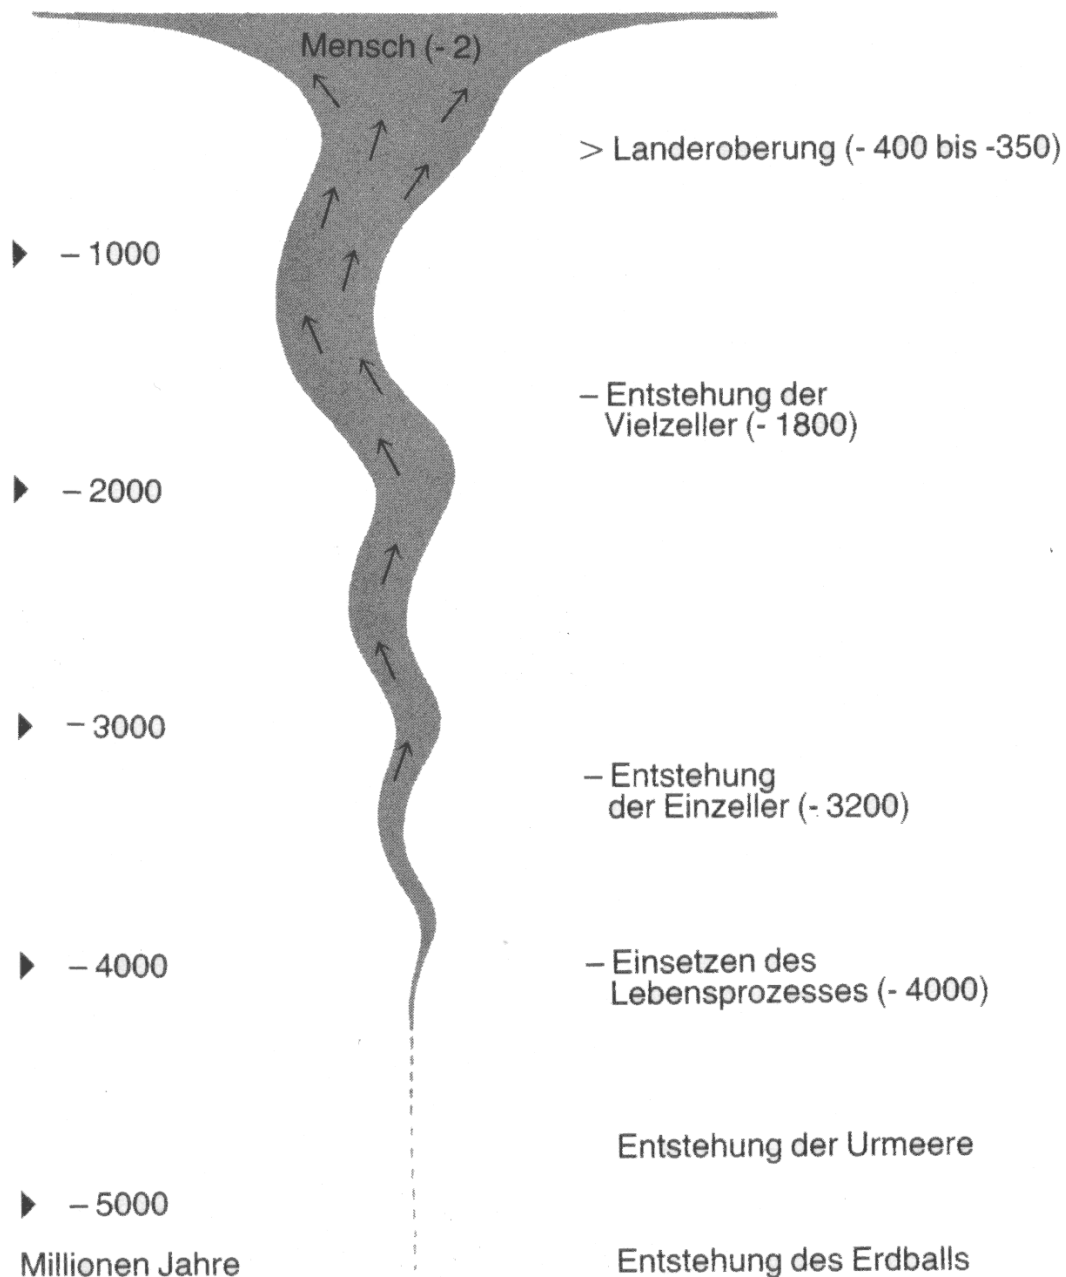 Mensch (- 2)
> Landeroberung (- 400 bis -350)
– 1000
– Entstehung der
Vielzeller (- 1800)
– 2000
– 3000
– Entstehung
der Einzeller (- 3200)
– 4000
– Einsetzen des
Lebensprozesses (- 4000)
Entstehung der Urmeere
– 5000
Millionen Jahre
Entstehung des Erdballs